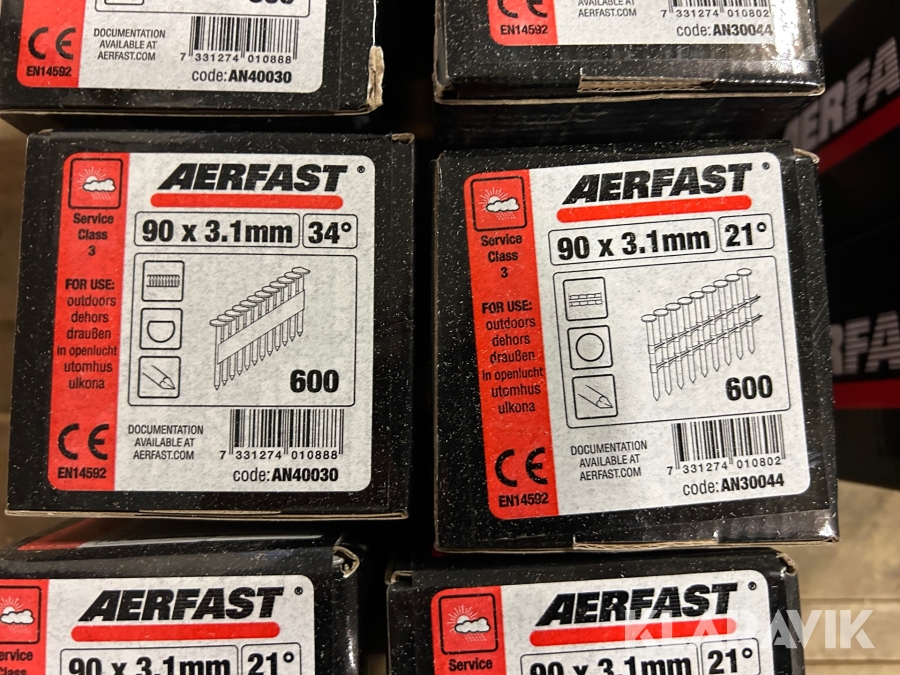 DOCUMENTATION
AVAILABLE AT
AERFAST.COM
CE
EN14592
7 331274 010888
code: AN40030
AERFAST.COM
EN14592
7 331274 010802
code: AN30044
AERFAST®
Service
Class
3
90 x 3.1mm 34°
FOR USE:
outdoors
dehors
draußen
in openlucht
utomhus
ulkona
600
CE
EN14592
DOCUMENTATION
AVAILABLE AT
AERFAST.COM
7 331274 010888
code: AN40030
AERFAST®
Service
Class
3
90 x 3.1mm 21°
FOR USE:
outdoors
dehors
draußen
in openlucht
utomhus
ulkona
600
CE
EN14592
DOCUMENTATION
AVAILABLE AT
AERFAST.COM
7 331274 010802
code: AN30044
AERFAST®
Service
Class
90 x 3.1mm 21°
AERFAST
Service
90 x 3.1mm 21°
KLARAVIK